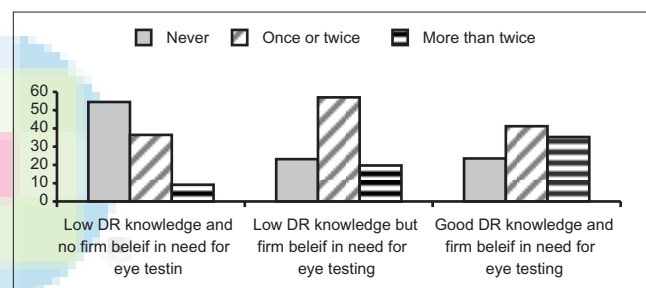 Never Once or twice More than twice
60
50
40
30
20
10
0
Low DR knowledge and
no firm beleif in need for
eye testin
Low DR knowledge but
firm beleif in need for
eye testing
Good DR knowledge and
firm beleif in need for
eye testing